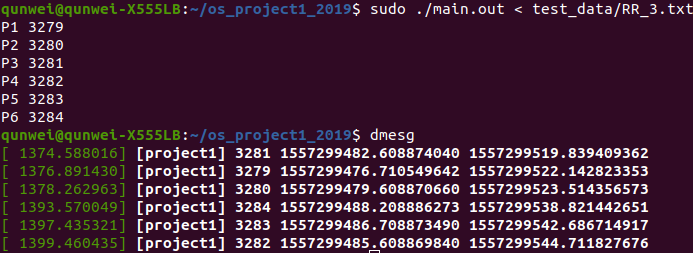 qunwei@qunwei-X555LB:~/os_project1_2019$ sudo ./main.out < test_data/RR_3.txt
P1 3279
P2 3280
P3 3281
P4 3282
P5 3283
P6 3284
qunwei@qunwei-X555LB:~/os_project1_2019$ dmesg
[ 1374.588016] [project1] 3281 1557299482.608874040 1557299519.839409362
[ 1376.891430] [project1] 3279 1557299476.710549642 1557299522.142823353
[ 1378.262963] [project1] 3280 1557299479.608870660 1557299523.514356573
[ 1393.570049] [project1] 3284 1557299488.208886273 1557299538.821442651
[ 1397.435321] [project1] 3283 1557299486.708873490 1557299542.686714917
[ 1399.460435] [project1] 3282 1557299485.608869840 1557299544.711827676